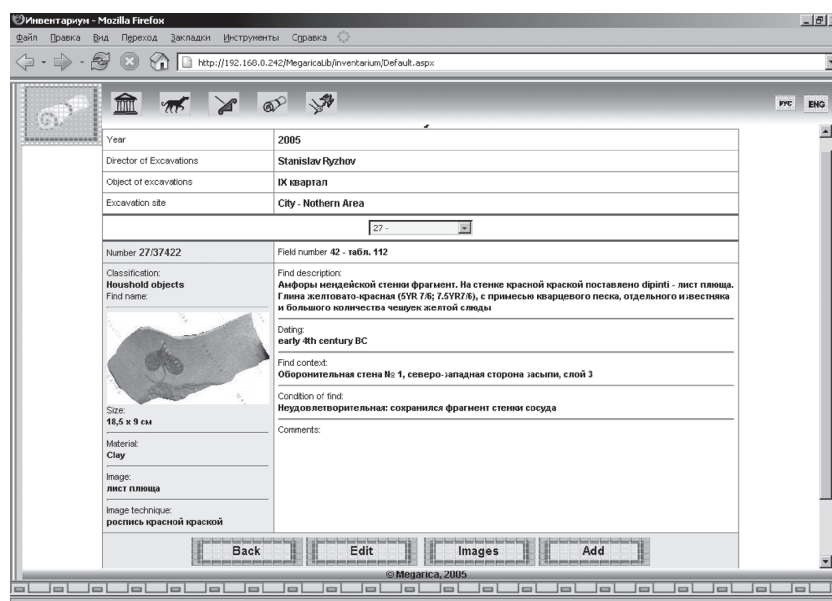 Инвентариум - Mozilla Firefox
Файл Правка Вид Переход Закладки Инструменты Справка
http://192.168.0.242/MegaricaLib/Inventarium/Default.aspx
РУС ENG
Year 2005
Director of Excavations Stanislav Ryzhov
Object of excavations IX квартал
Excavation site City - Nothern Area
27 -
Number 27/37422
Field number 42 - табл. 112
Classification:
Houshold objects
Find name:
Size:
18,5 x 9 см
Material:
Clay
Image:
лист плюща
Image technique:
роспись красной краской
Find description:
Амфоры мендейской стенки фрагмент. На стенке красной краской поставлено dipinti - лист плюща.
Глина желтовато-красная (5YR 7/6; 7.5YR7/6), с примесью кварцевого песка, отдельного известняка
и большого количества чешуек желтой слюды
Dating:
early 4th century BC
Find context:
Оборонительная стена № 1, северо-западная сторона засыпи, слой 3
Condition of find:
Неудовлетворительная: сохранился фрагмент стенки сосуда
Comments:
Back Edit Images Add
© Megarica, 2005